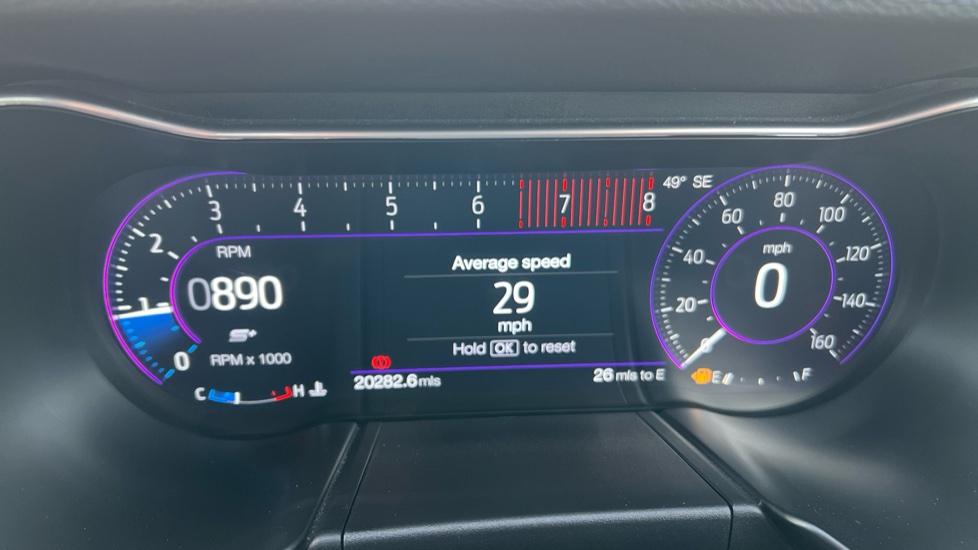 3 4 5 6 7 8
49° SE
2
RPM
0890
1
S+
0
RPM x 1000
C H
Average speed
29
mph
Hold OK to reset
20282.6 mls
26 mls to E
80
60 100
40 mph 120
0
20 140
0 160
E F